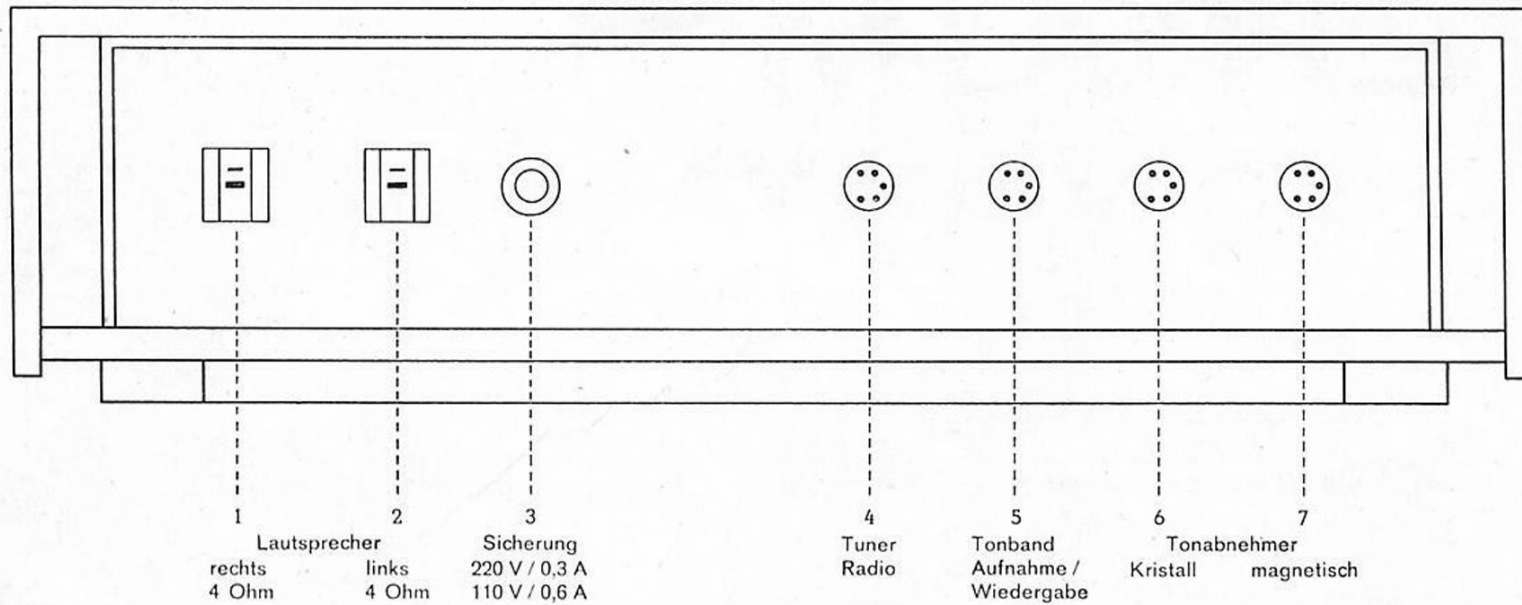 1 2 3 4 5 6 7
Lautsprecher
rechts links
4 Ohm 4 Ohm
Sicherung
220 V / 0,3 A
110 V / 0,6 A
Tuner
Radio
Tonband
Aufnahme /
Wiedergabe
Tonabnehmer
Kristall magnetisch